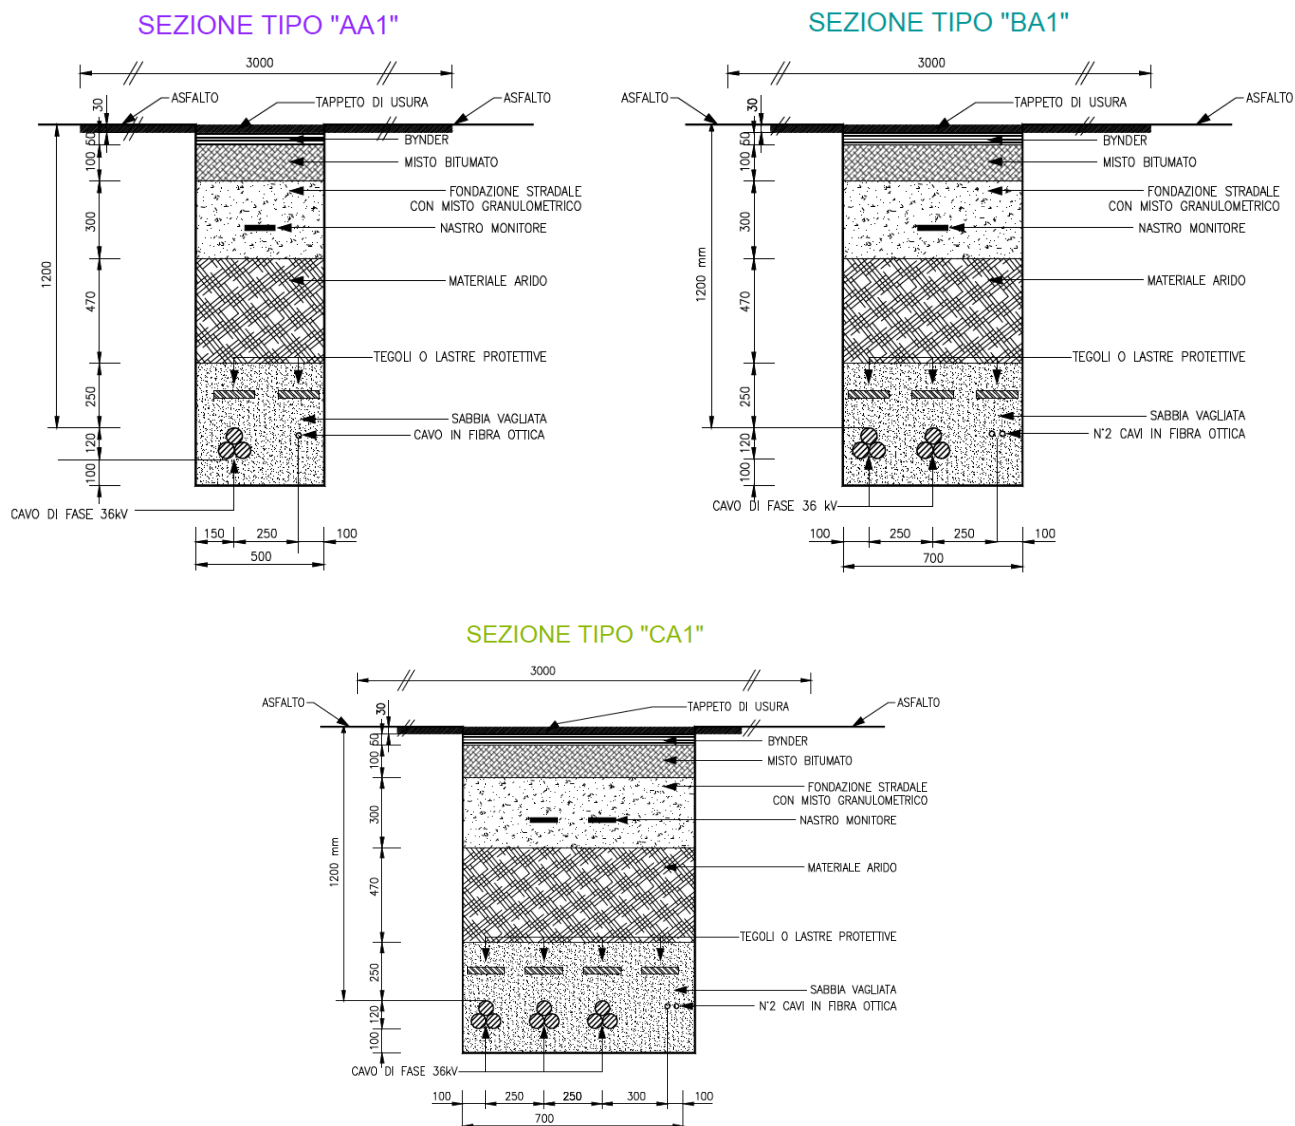 SEZIONE TIPO "AA1"
3000
30
ASFALTO
TAPPETO DI USURA
ASFALTO
BYNDER
MISTO BITUMATO
FONDAZIONE STRADALE
CON MISTO GRANULOMETRICO
NASTRO MONITORE
MATERIALE ARIDO
TEGOLI O LASTRE PROTETTIVE
SABBIA VAGLIATA
CAVO IN FIBRA OTTICA
CAVO DI FASE 36kV
1200
50
100
300
470
250
120
100
150
250
100
500
SEZIONE TIPO "BA1"
3000
30
ASFALTO
TAPPETO DI USURA
ASFALTO
BYNDER
MISTO BITUMATO
FONDAZIONE STRADALE
CON MISTO GRANULOMETRICO
NASTRO MONITORE
MATERIALE ARIDO
TEGOLI O LASTRE PROTETTIVE
SABBIA VAGLIATA
N°2 CAVI IN FIBRA OTTICA
CAVO DI FASE 36 kV
1200 mm
50
100
300
470
250
120
100
100
250
250
100
700
SEZIONE TIPO "CA1"
3000
30
ASFALTO
TAPPETO DI USURA
ASFALTO
BYNDER
MISTO BITUMATO
FONDAZIONE STRADALE
CON MISTO GRANULOMETRICO
NASTRO MONITORE
MATERIALE ARIDO
TEGOLI O LASTRE PROTETTIVE
SABBIA VAGLIATA
N°2 CAVI IN FIBRA OTTICA
CAVO DI FASE 36kV
1200 mm
50
100
300
470
250
120
100
100
250
250
300
100
700